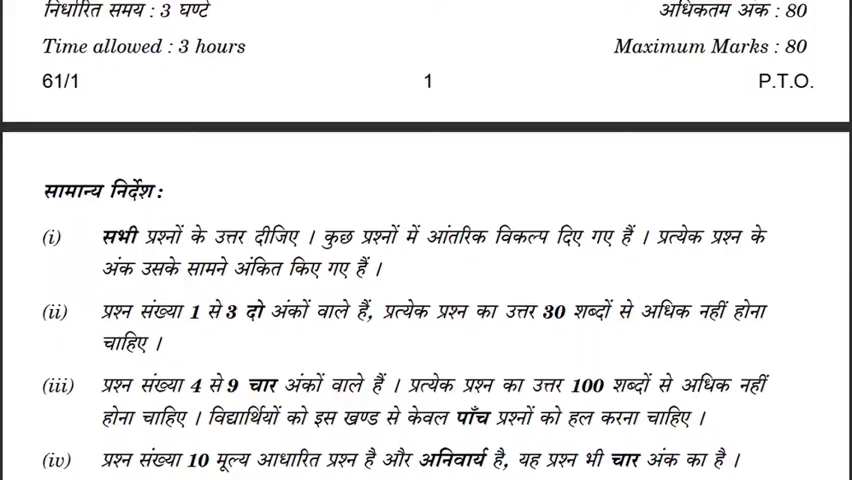 निर्धारित समय : 3 घण्टे अधिकतम अंक : 80
Time allowed : 3 hours Maximum Marks : 80
61/1 1 P.T.O.
सामान्य निर्देश :
(i) सभी प्रश्नों के उत्तर दीजिए । कुछ प्रश्नों में आंतरिक विकल्प दिए गए हैं । प्रत्येक प्रश्न के
अंक उसके सामने अंकित किए गए हैं ।
(ii) प्रश्न संख्या 1 से 3 दो अंकों वाले हैं, प्रत्येक प्रश्न का उत्तर 30 शब्दों से अधिक नहीं होना
चाहिए ।
(iii) प्रश्न संख्या 4 से 9 चार अंकों वाले हैं । प्रत्येक प्रश्न का उत्तर 100 शब्दों से अधिक नहीं
होना चाहिए । विद्यार्थियों को इस खण्ड से केवल पाँच प्रश्नों को हल करना चाहिए ।
(iv) प्रश्न संख्या 10 मूल्य आधारित प्रश्न है और अनिवार्य है, यह प्रश्न भी चार अंक का है ।